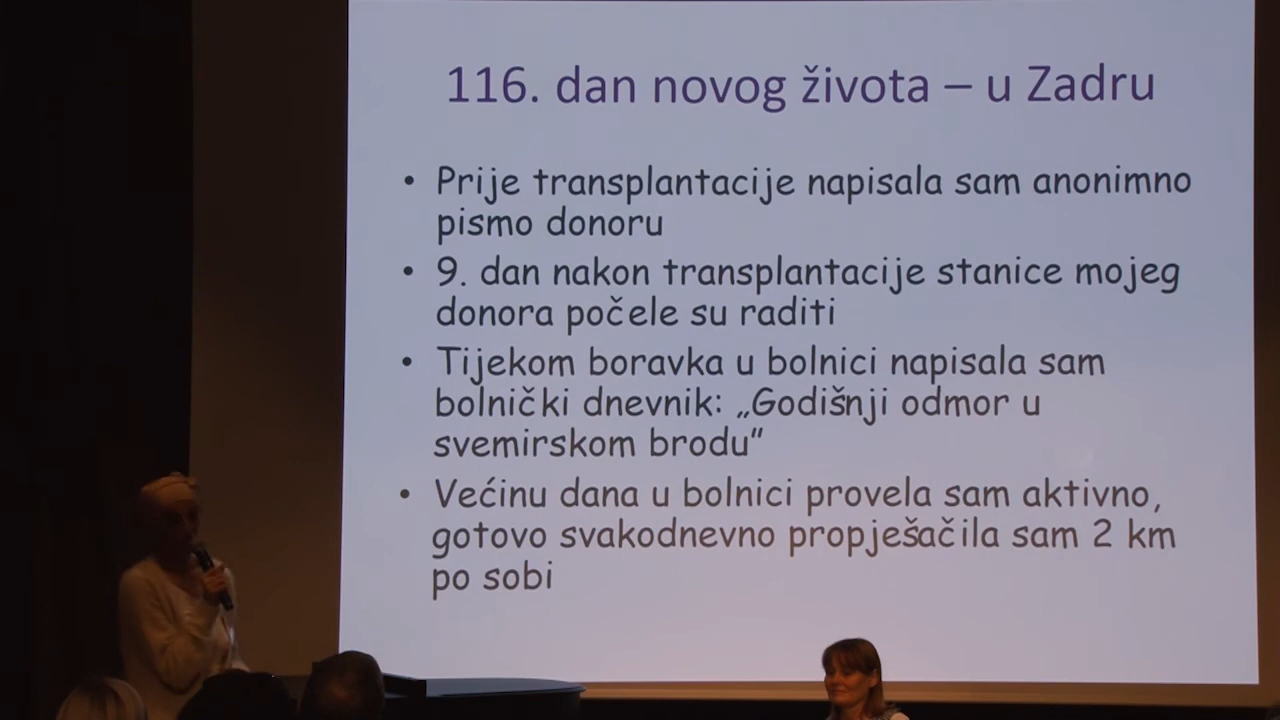 116. dan novog života – u Zadru
• Prije transplantacije napisala sam anonimno
pismo donoru
• 9. dan nakon transplantacije stanice mojeg
donora počele su raditi
• Tijekom boravka u bolnici napisala sam
bolnički dnevnik: „Godišnji odmor u
svemirskom brodu”
• Većinu dana u bolnici provela sam aktivno,
gotovo svakodnevno propješačila sam 2 km
po sobi